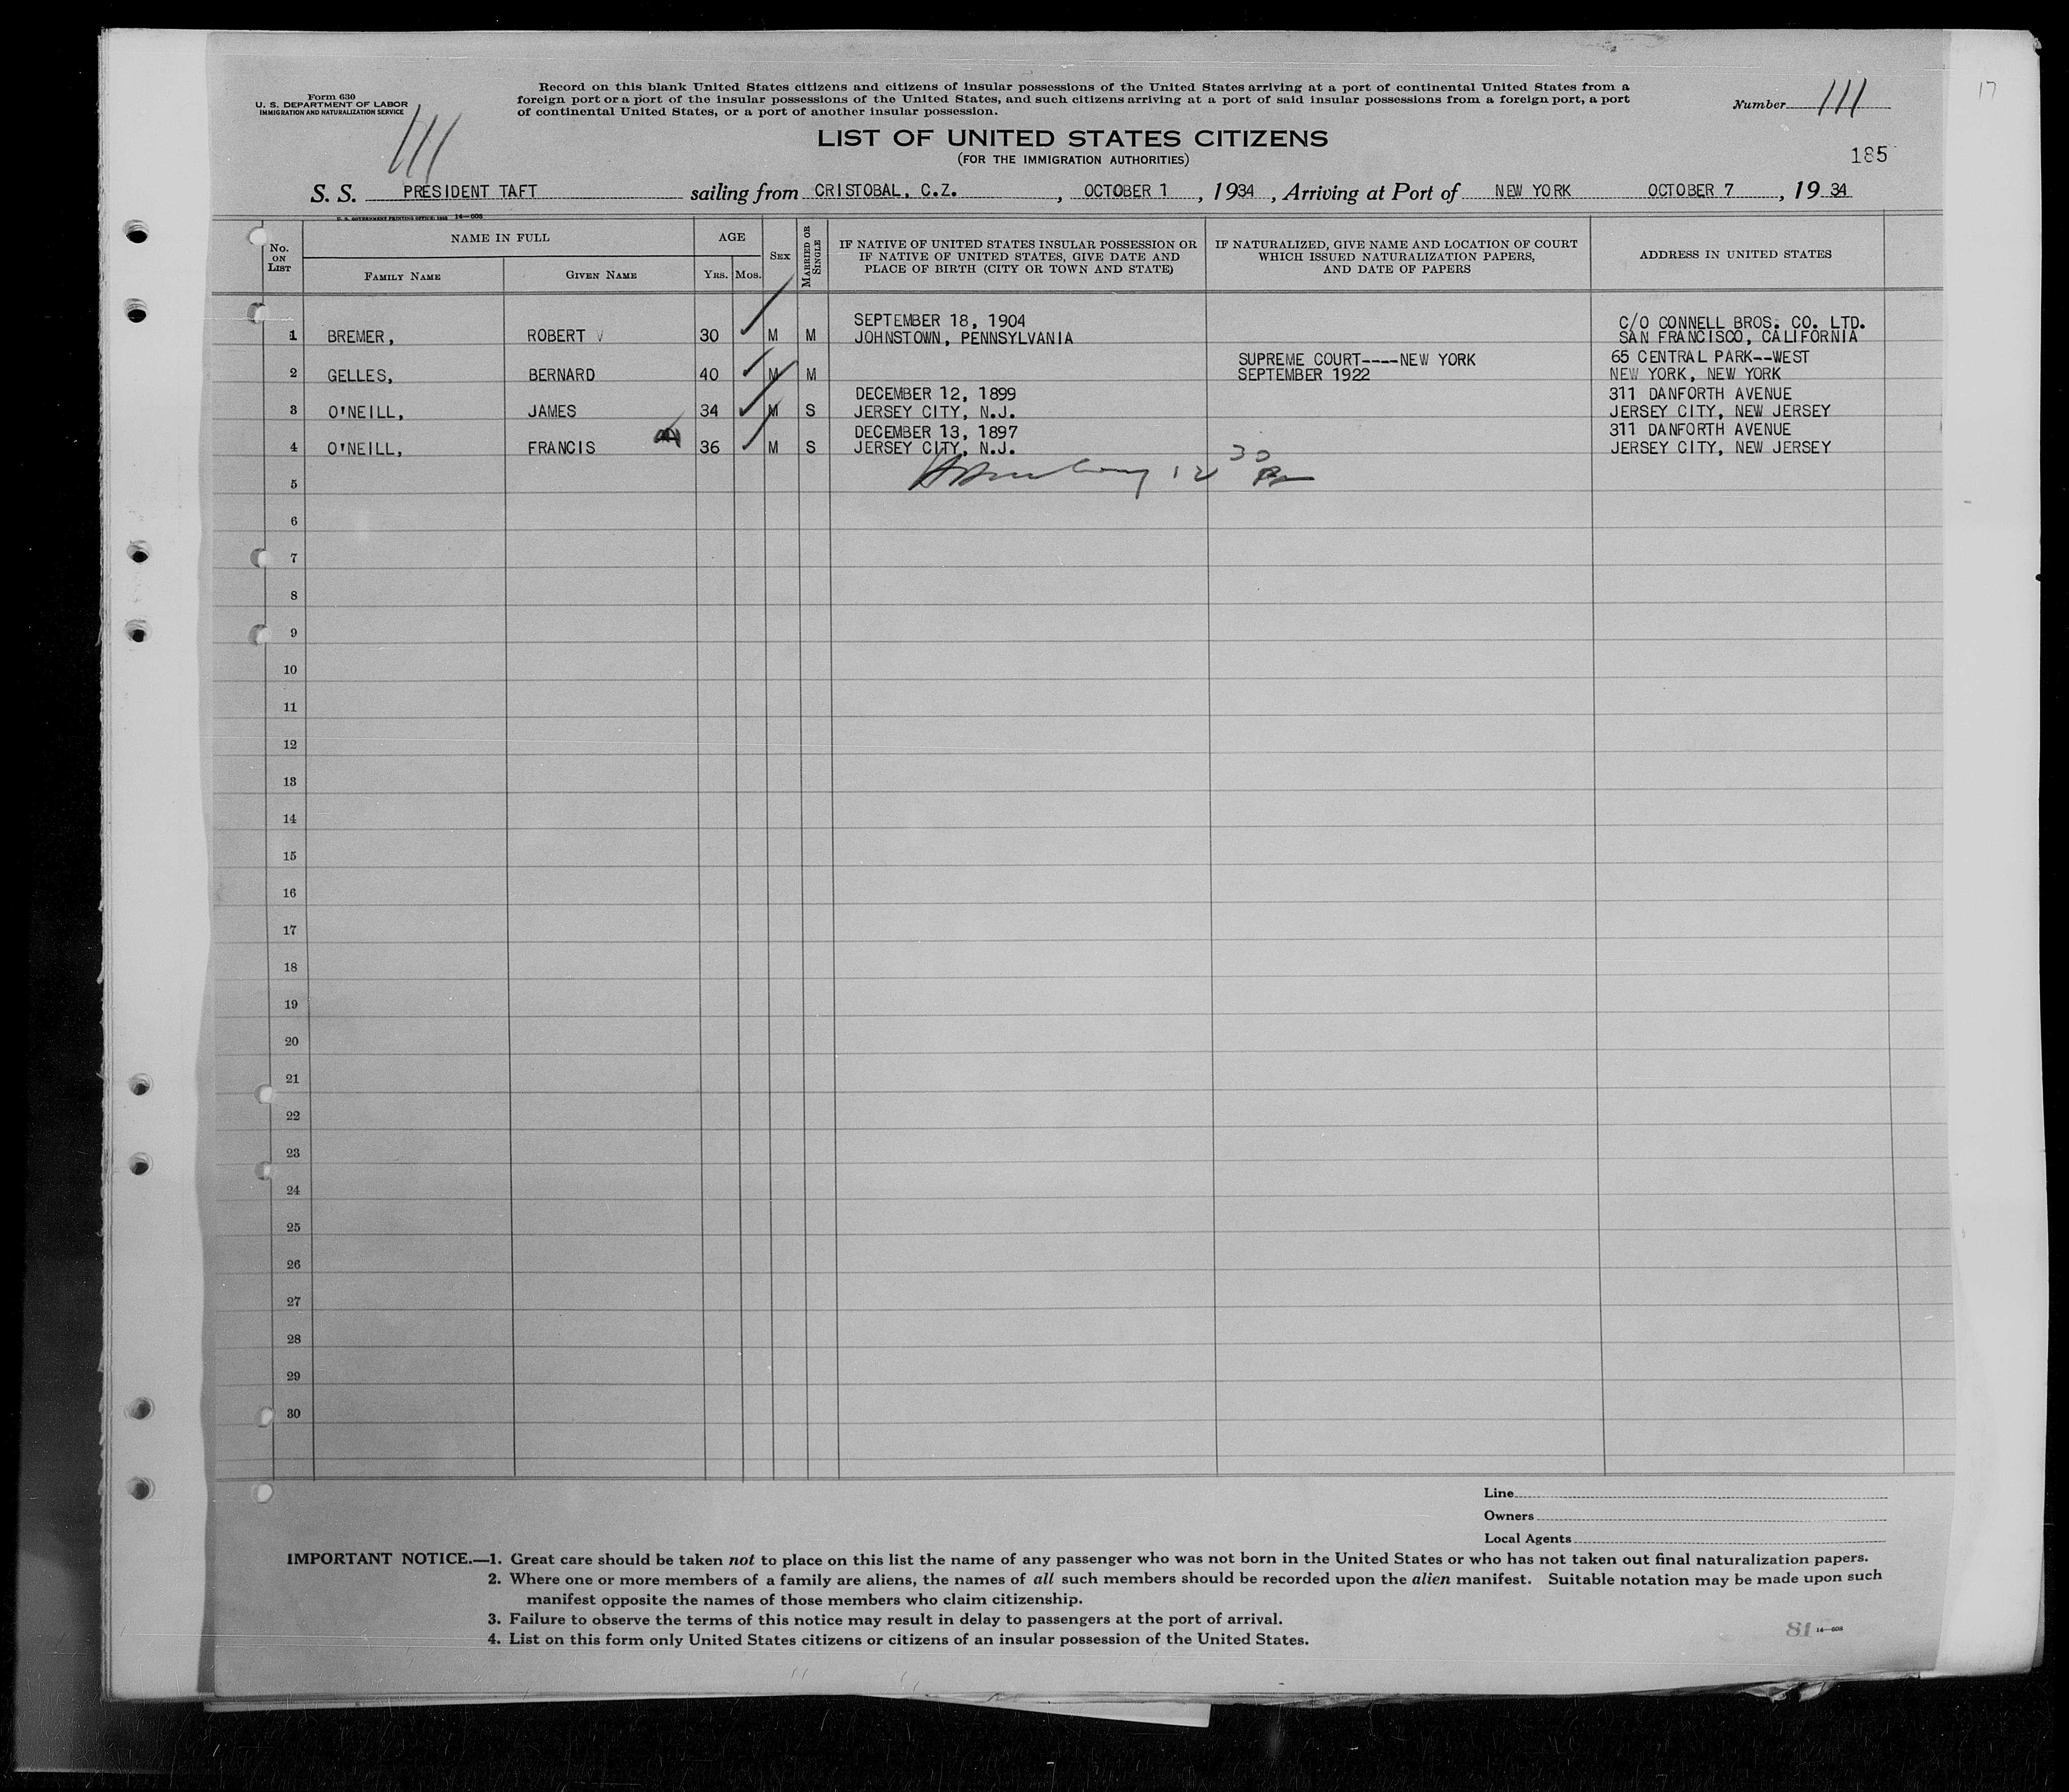 Form 630
U. S. DEPARTMENT OF LABOR
IMMIGRATION AND NATURALIZATION SERVICE
111
Record on this blank United States citizens and citizens of insular possessions of the United States arriving at a port of continental United States from a
foreign port or a port of the insular possessions of the United States, and such citizens arriving at a port of said insular possessions from a foreign port, a port
of continental United States, or a port of another insular possession.
Number 111
17
LIST OF UNITED STATES CITIZENS
(FOR THE IMMIGRATION AUTHORITIES)
185
S. S. PRESIDENT TAFT sailing from CRISTOBAL, C.Z. , OCTOBER 1 , 1934 , Arriving at Port of NEW YORK OCTOBER 7 , 19 34
U. S. GOVERNMENT PRINTING OFFICE: 1933 14—608
No. ON LIST
NAME IN FULL
FAMILY NAME
GIVEN NAME
AGE
YRS. MOS.
SEX
MARRIED OR SINGLE
IF NATIVE OF UNITED STATES INSULAR POSSESSION OR
IF NATIVE OF UNITED STATES, GIVE DATE AND
PLACE OF BIRTH (CITY OR TOWN AND STATE)
IF NATURALIZED, GIVE NAME AND LOCATION OF COURT
WHICH ISSUED NATURALIZATION PAPERS,
AND DATE OF PAPERS
ADDRESS IN UNITED STATES
SEPTEMBER 18, 1904 C/O CONNELL BROS. CO. LTD.
1 BREMER, ROBERT V 30 M M JOHNSTOWN, PENNSYLVANIA SAN FRANCISCO, CALIFORNIA
SUPREME COURT----NEW YORK 65 CENTRAL PARK--WEST
2 GELLES, BERNARD 40 M M SEPTEMBER 1922 NEW YORK, NEW YORK
DECEMBER 12, 1899 311 DANFORTH AVENUE
3 O'NEILL, JAMES 34 M S JERSEY CITY, N.J. JERSEY CITY, NEW JERSEY
DECEMBER 13, 1897 311 DANFORTH AVENUE
4 O'NEILL, FRANCIS 36 M S JERSEY CITY, N.J. JERSEY CITY, NEW JERSEY
12 30
5
6
7
8
9
10
11
12
13
14
15
16
17
18
19
20
21
22
23
24
25
26
27
28
29
30
Line
Owners
Local Agents
IMPORTANT NOTICE.—1. Great care should be taken not to place on this list the name of any passenger who was not born in the United States or who has not taken out final naturalization papers.
2. Where one or more members of a family are aliens, the names of all such members should be recorded upon the alien manifest. Suitable notation may be made upon such
manifest opposite the names of those members who claim citizenship.
3. Failure to observe the terms of this notice may result in delay to passengers at the port of arrival.
4. List on this form only United States citizens or citizens of an insular possession of the United States.
81 14—608